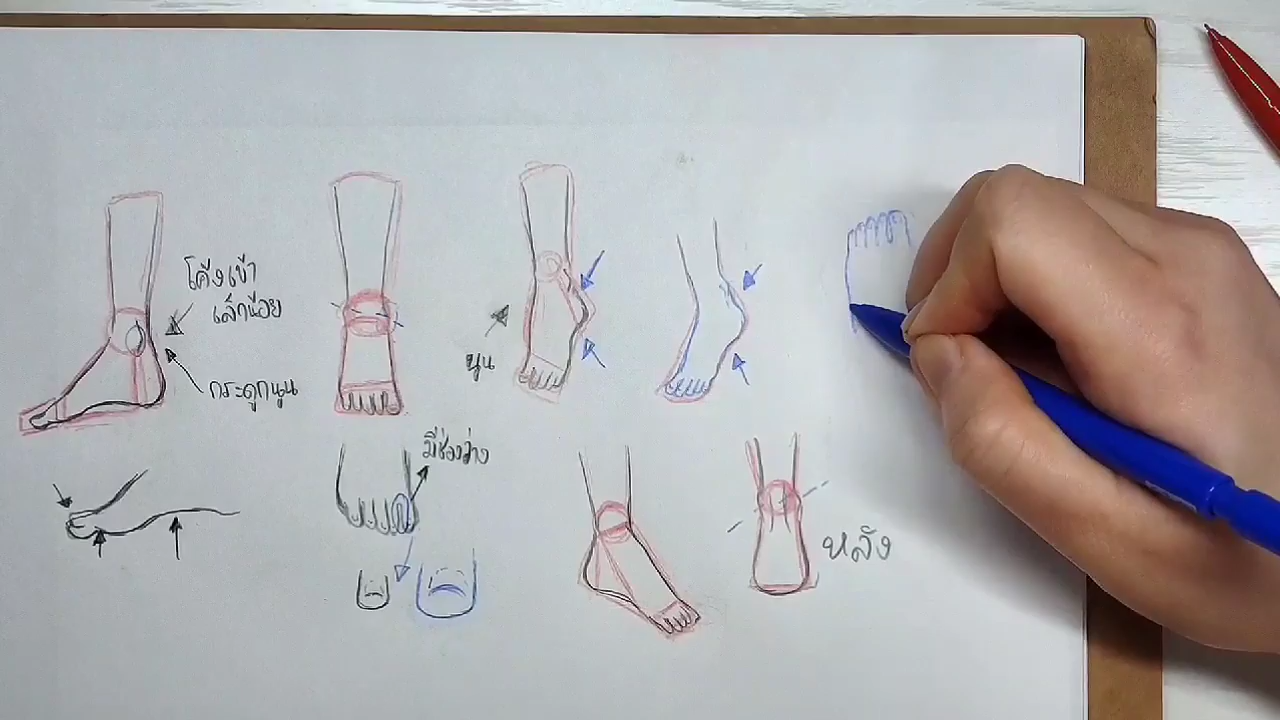 โค้งเข้า
เล็กน้อย
กระดูกนูน
นูน
มีช่องว่าง
หลัง